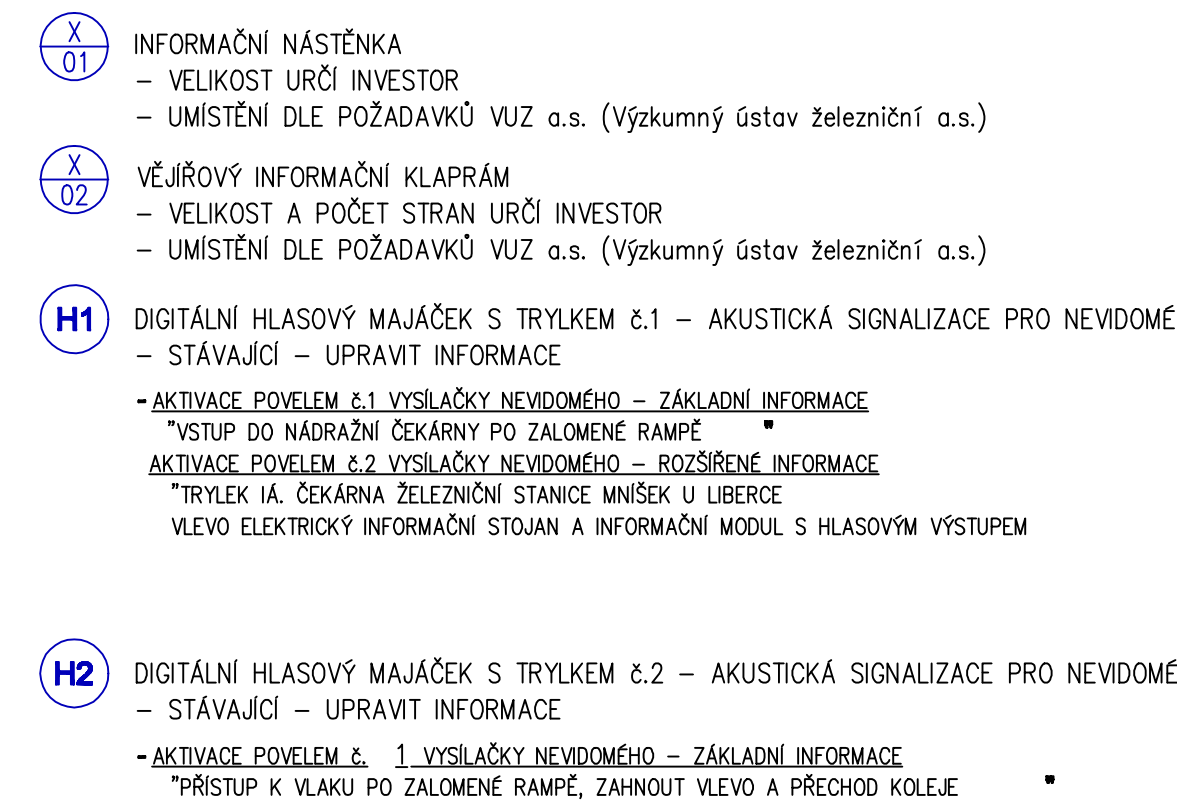 X
01
INFORMAČNÍ NÁSTĚNKA
– VELIKOST URČÍ INVESTOR
– UMÍSTĚNÍ DLE POŽADAVKŮ VUZ a.s. (Výzkumný ústav železniční a.s.)
X
02
VĚJÍŘOVÝ INFORMAČNÍ KLAPRÁM
– VELIKOST A POČET STRAN URČÍ INVESTOR
– UMÍSTĚNÍ DLE POŽADAVKŮ VUZ a.s. (Výzkumný ústav železniční a.s.)
H1 DIGITÁLNÍ HLASOVÝ MAJÁČEK S TRYLKEM č.1 – AKUSTICKÁ SIGNALIZACE PRO NEVIDOMÉ
– STÁVAJÍCÍ – UPRAVIT INFORMACE
-AKTIVACE POVELEM č.1 VYSÍLAČKY NEVIDOMÉHO – ZÁKLADNÍ INFORMACE
"VSTUP DO NÁDRAŽNÍ ČEKÁRNY PO ZALOMENÉ RAMPĚ "
AKTIVACE POVELEM č.2 VYSÍLAČKY NEVIDOMÉHO – ROZŠÍŘENÉ INFORMACE
"TRYLEK IÁ. ČEKÁRNA ŽELEZNIČNÍ STANICE MNÍŠEK U LIBERCE
VLEVO ELEKTRICKÝ INFORMAČNÍ STOJAN A INFORMAČNÍ MODUL S HLASOVÝM VÝSTUPEM
H2 DIGITÁLNÍ HLASOVÝ MAJÁČEK S TRYLKEM č.2 – AKUSTICKÁ SIGNALIZACE PRO NEVIDOMÉ
– STÁVAJÍCÍ – UPRAVIT INFORMACE
-AKTIVACE POVELEM č. 1 VYSÍLAČKY NEVIDOMÉHO – ZÁKLADNÍ INFORMACE
"PŘÍSTUP K VLAKU PO ZALOMENÉ RAMPĚ, ZAHNOUT VLEVO A PŘECHOD KOLEJE "